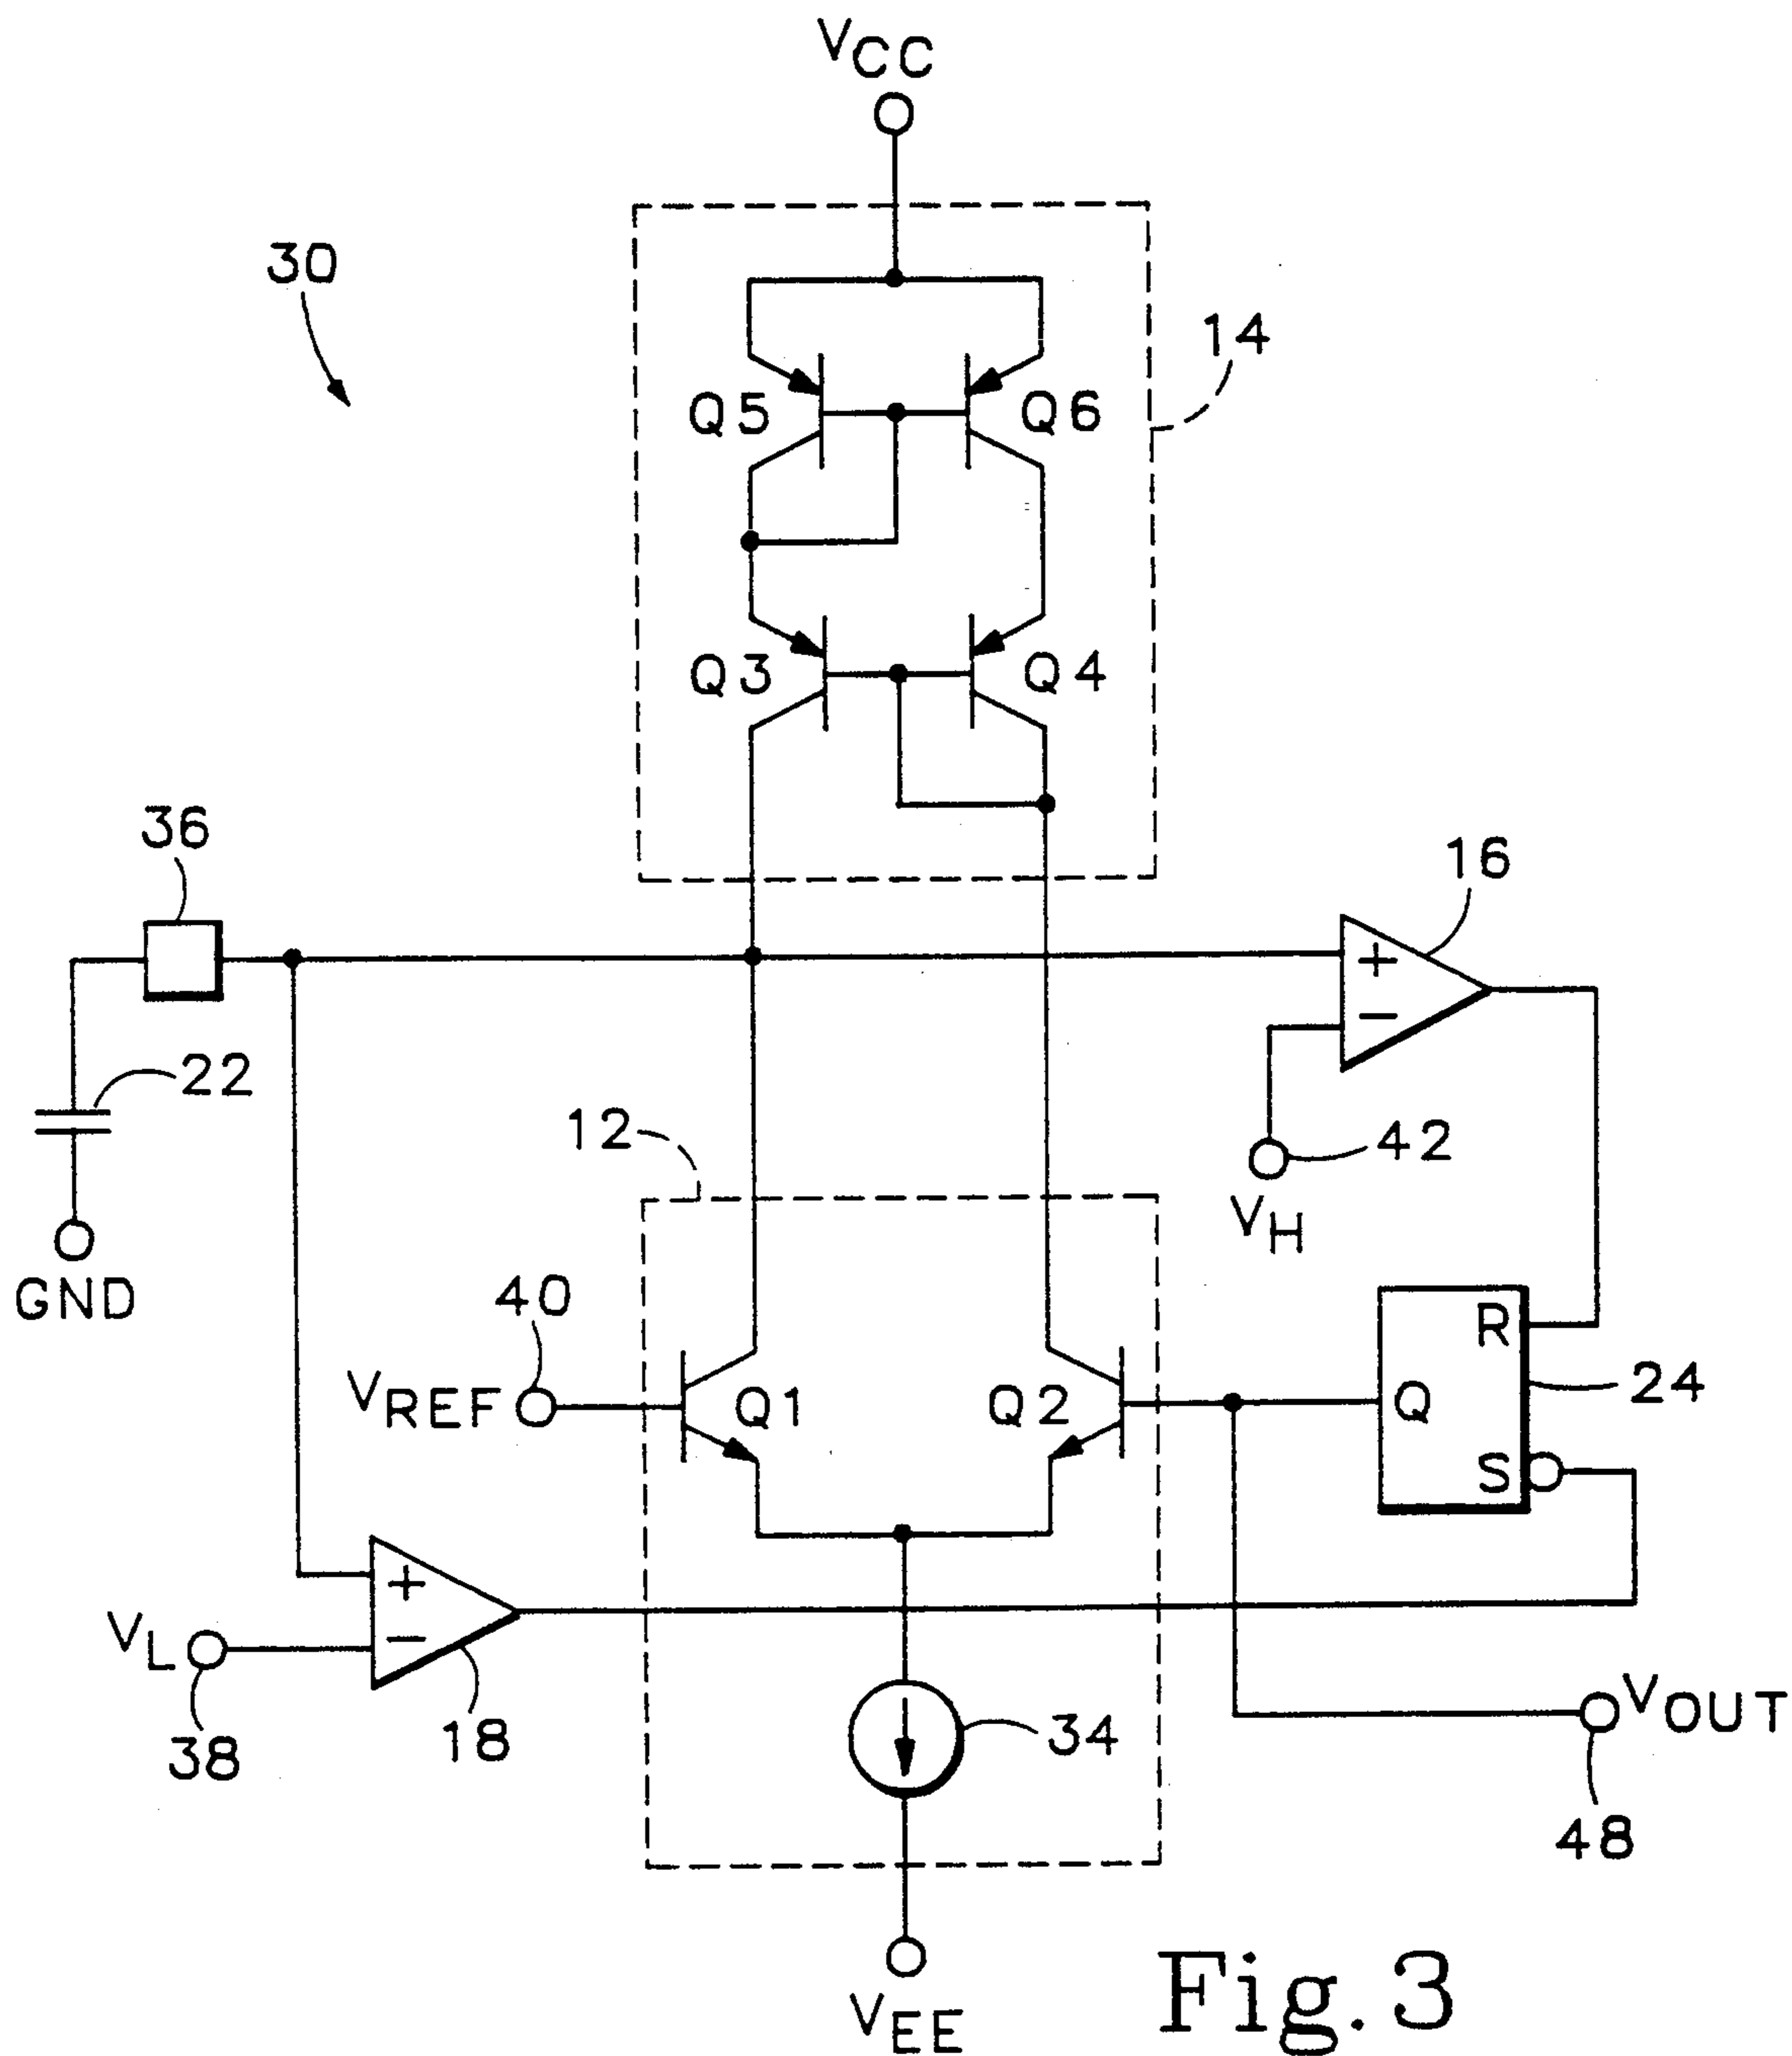 VCC
30
14
Q5
Q6
Q3
Q4
36
16
+
−
22
12
42
VH
GND
40
R
VREF
Q1
Q2
Q
24
S
+
VL
−
VOUT
38
18
34
48
VEE
Fig. 3